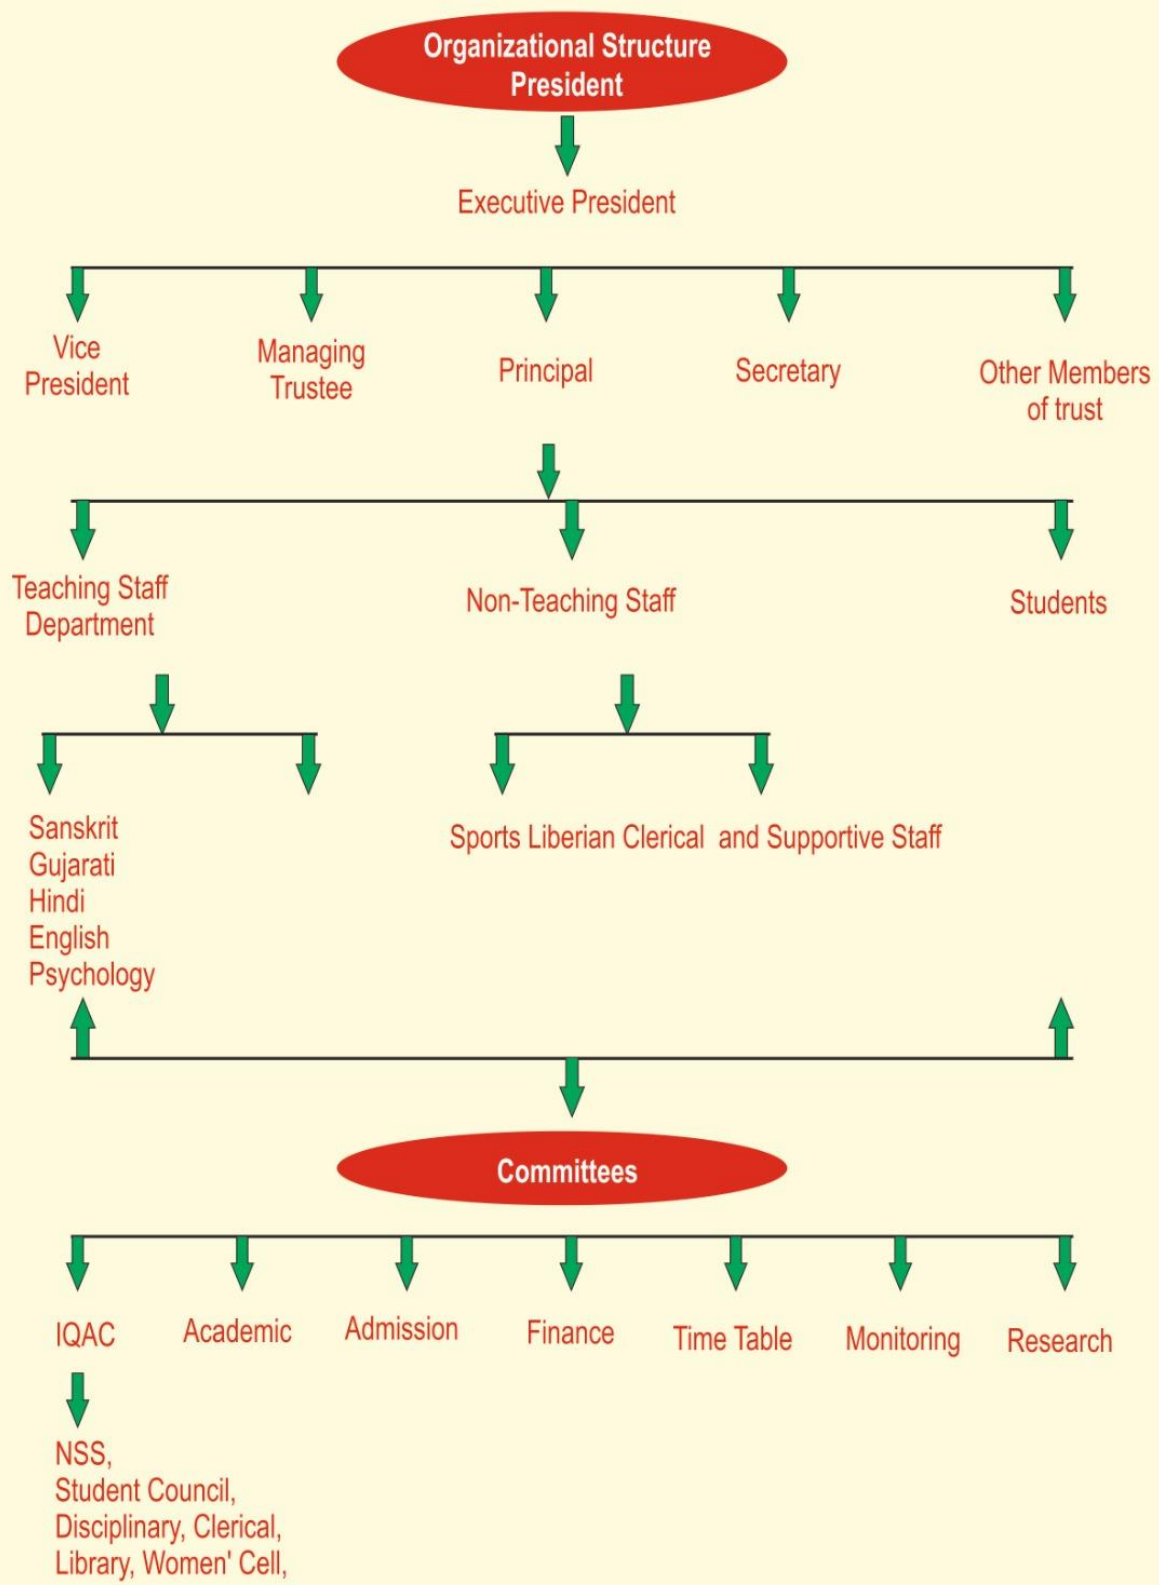 Organizational Structure
President
Executive President
Vice
President
Managing
Trustee
Principal
Secretary
Other Members
of trust
Teaching Staff
Department
Non-Teaching Staff
Students
Sanskrit
Gujarati
Hindi
English
Psychology
Sports Liberian Clerical and Supportive Staff
Committees
IQAC
Academic
Admission
Finance
Time Table
Monitoring
Research
NSS,
Student Council,
Disciplinary, Clerical,
Library, Women' Cell,